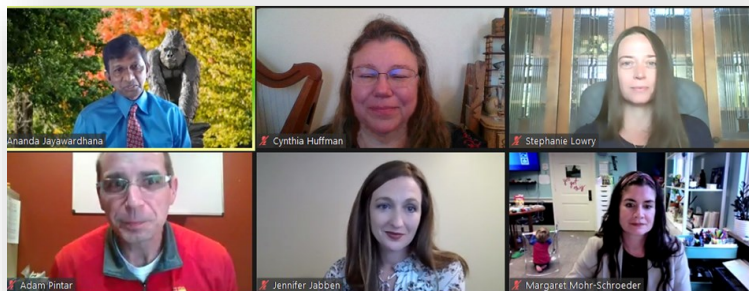 Ananda Jayawardhana
Cynthia Huffman
Stephanie Lowry
Adam Pintar
Jennifer Jabben
Margaret Mohr-Schroeder